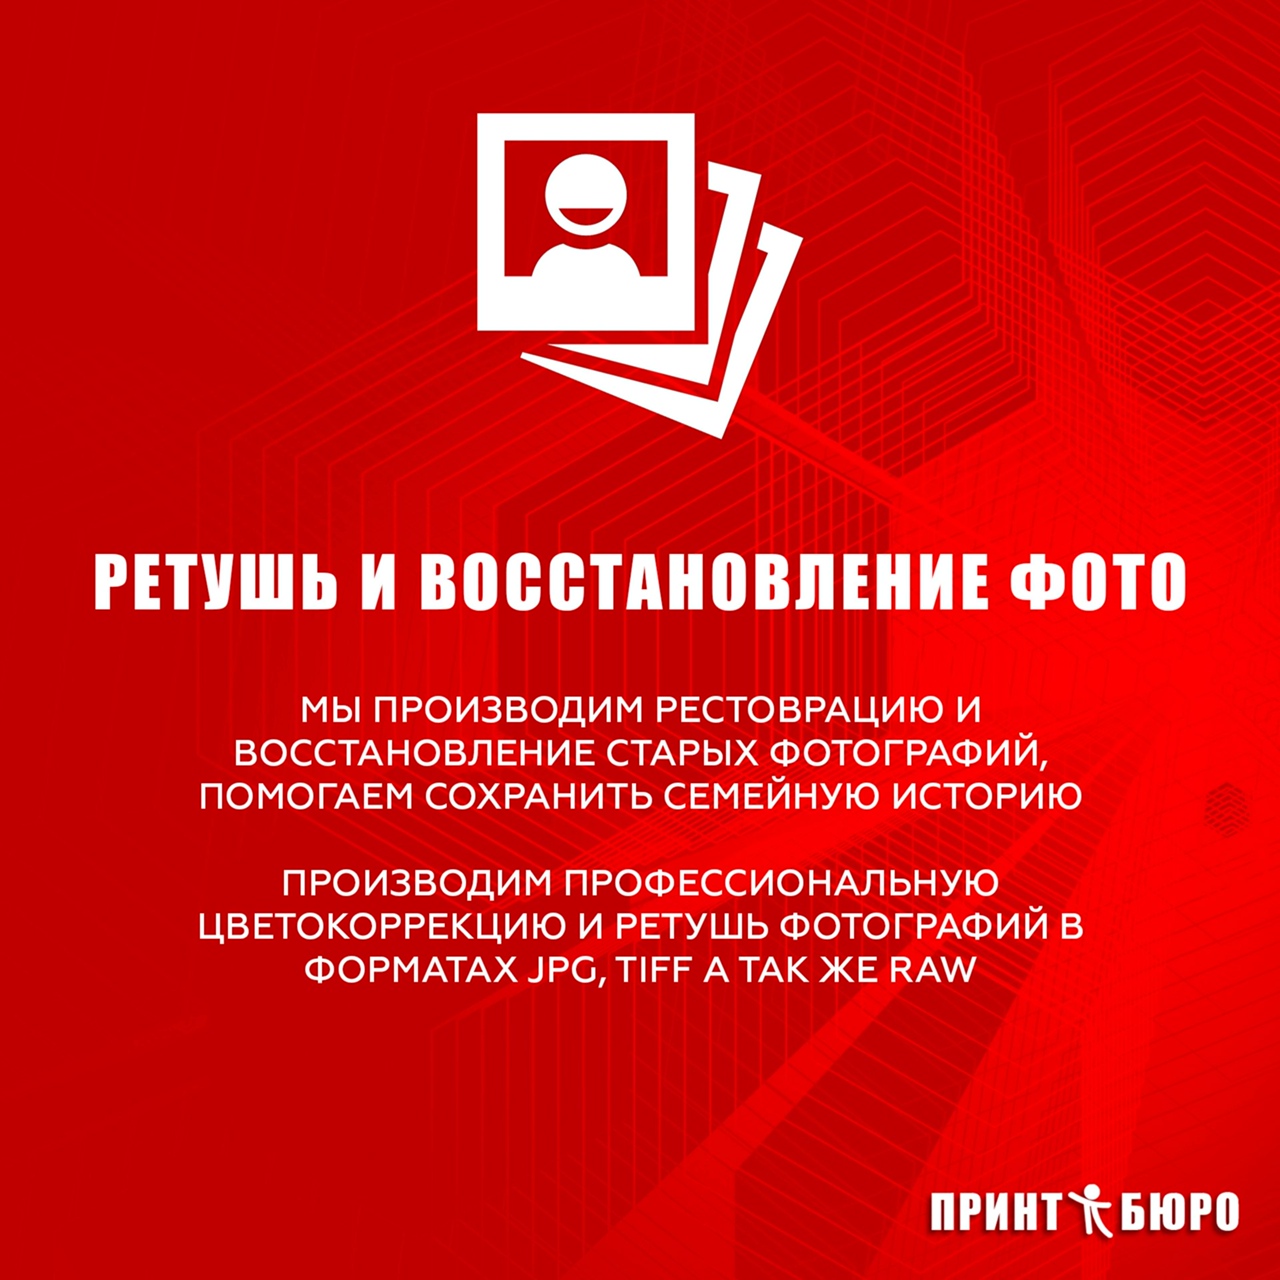 РЕТУШЬ И ВОССТАНОВЛЕНИЕ ФОТО
МЫ ПРОИЗВОДИМ РЕСТОВРАЦИЮ И
ВОССТАНОВЛЕНИЕ СТАРЫХ ФОТОГРАФИЙ,
ПОМОГАЕМ СОХРАНИТЬ СЕМЕЙНУЮ ИСТОРИЮ
ПРОИЗВОДИМ ПРОФЕССИОНАЛЬНУЮ
ЦВЕТОКОРРЕКЦИЮ И РЕТУШЬ ФОТОГРАФИЙ В
ФОРМАТАХ JPG, TIFF А ТАК ЖЕ RAW
ПРИНТ БЮРО